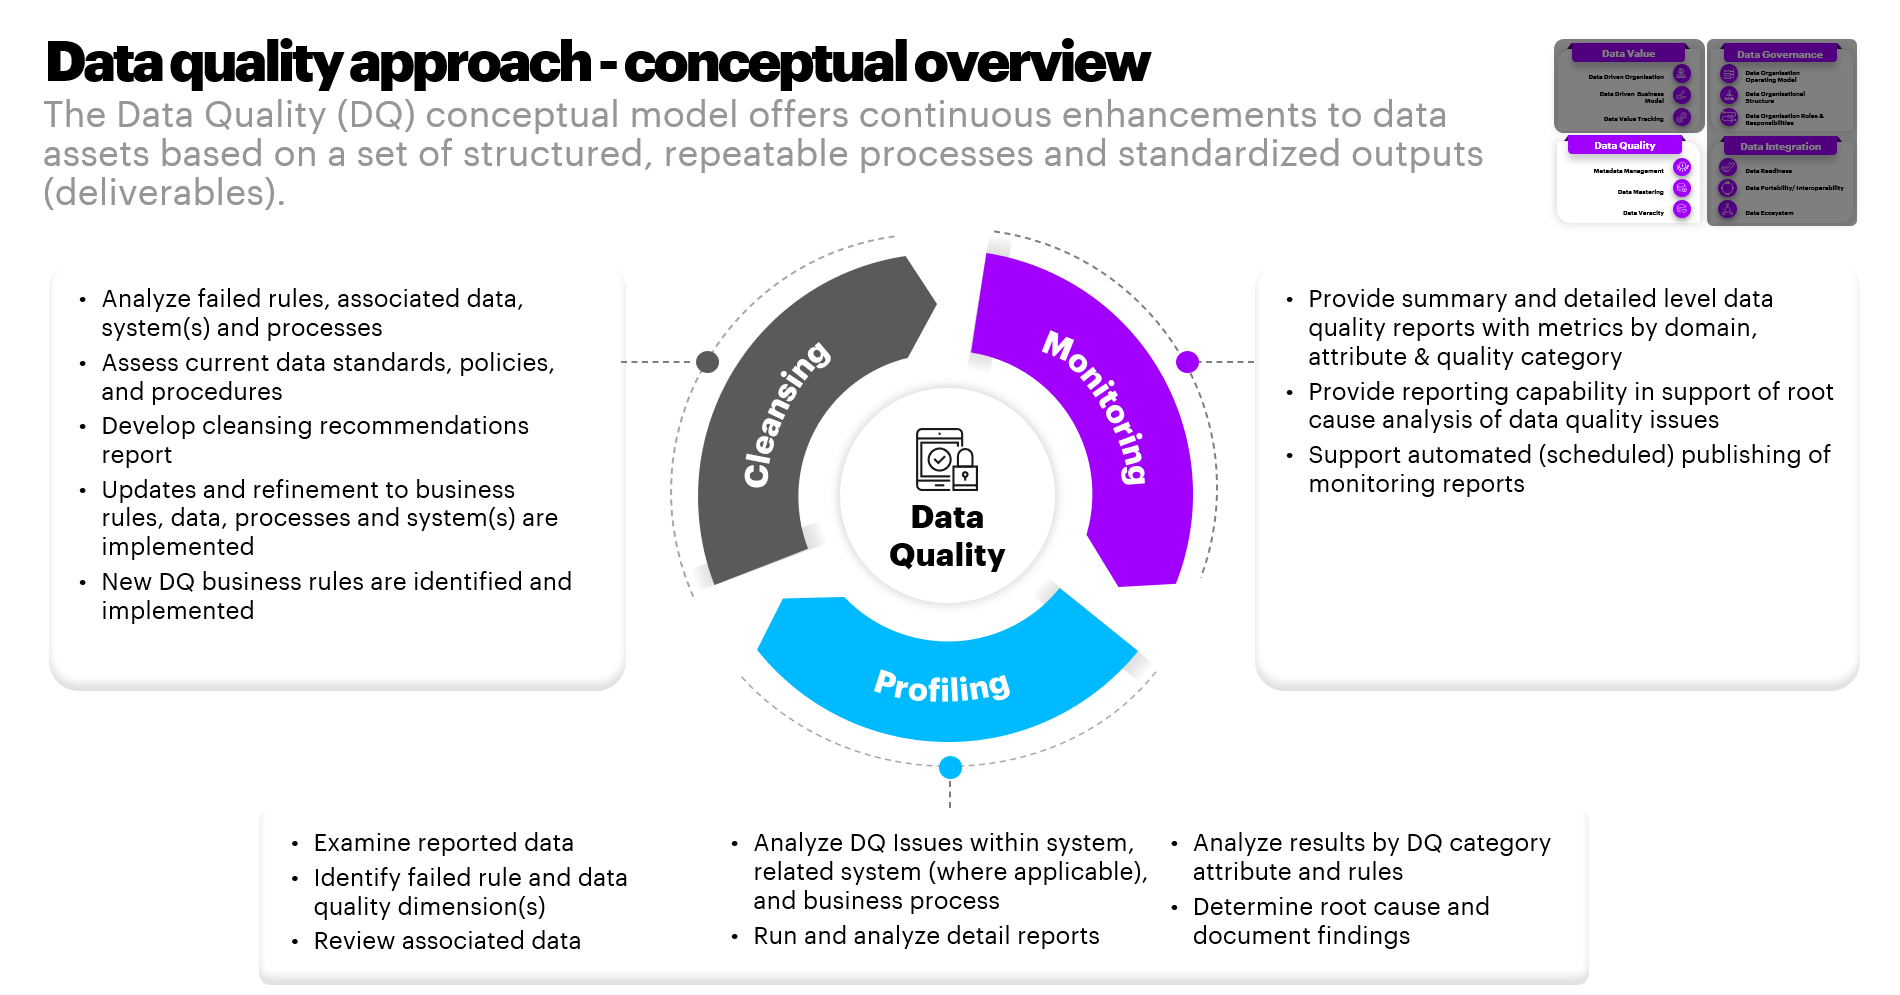 Data quality approach - conceptual overview
The Data Quality (DQ) conceptual model offers continuous enhancements to data
assets based on a set of structured, repeatable processes and standardized outputs
(deliverables).
Data Value
Data Driven Organisation
Data Driven Business
Model
Data Value Tracking
Data Governance
Data Organisation
Operating Model
Data Organisational
Structure
Data Organisation Roles &
Responsibilities
Data Quality
Metadata Management
Data Mastering
Data Veracity
Data Integration
Data Readiness
Data Portability/ Interoperability
Data Ecosystem
• Analyze failed rules, associated data,
system(s) and processes
• Assess current data standards, policies,
and procedures
• Develop cleansing recommendations
report
• Updates and refinement to business
rules, data, processes and system(s) are
implemented
• New DQ business rules are identified and
implemented
Cleansing
Monitoring
Profiling
Data
Quality
• Provide summary and detailed level data
quality reports with metrics by domain,
attribute & quality category
• Provide reporting capability in support of root
cause analysis of data quality issues
• Support automated (scheduled) publishing of
monitoring reports
• Examine reported data
• Identify failed rule and data
quality dimension(s)
• Review associated data
• Analyze DQ Issues within system,
related system (where applicable),
and business process
• Run and analyze detail reports
• Analyze results by DQ category
attribute and rules
• Determine root cause and
document findings